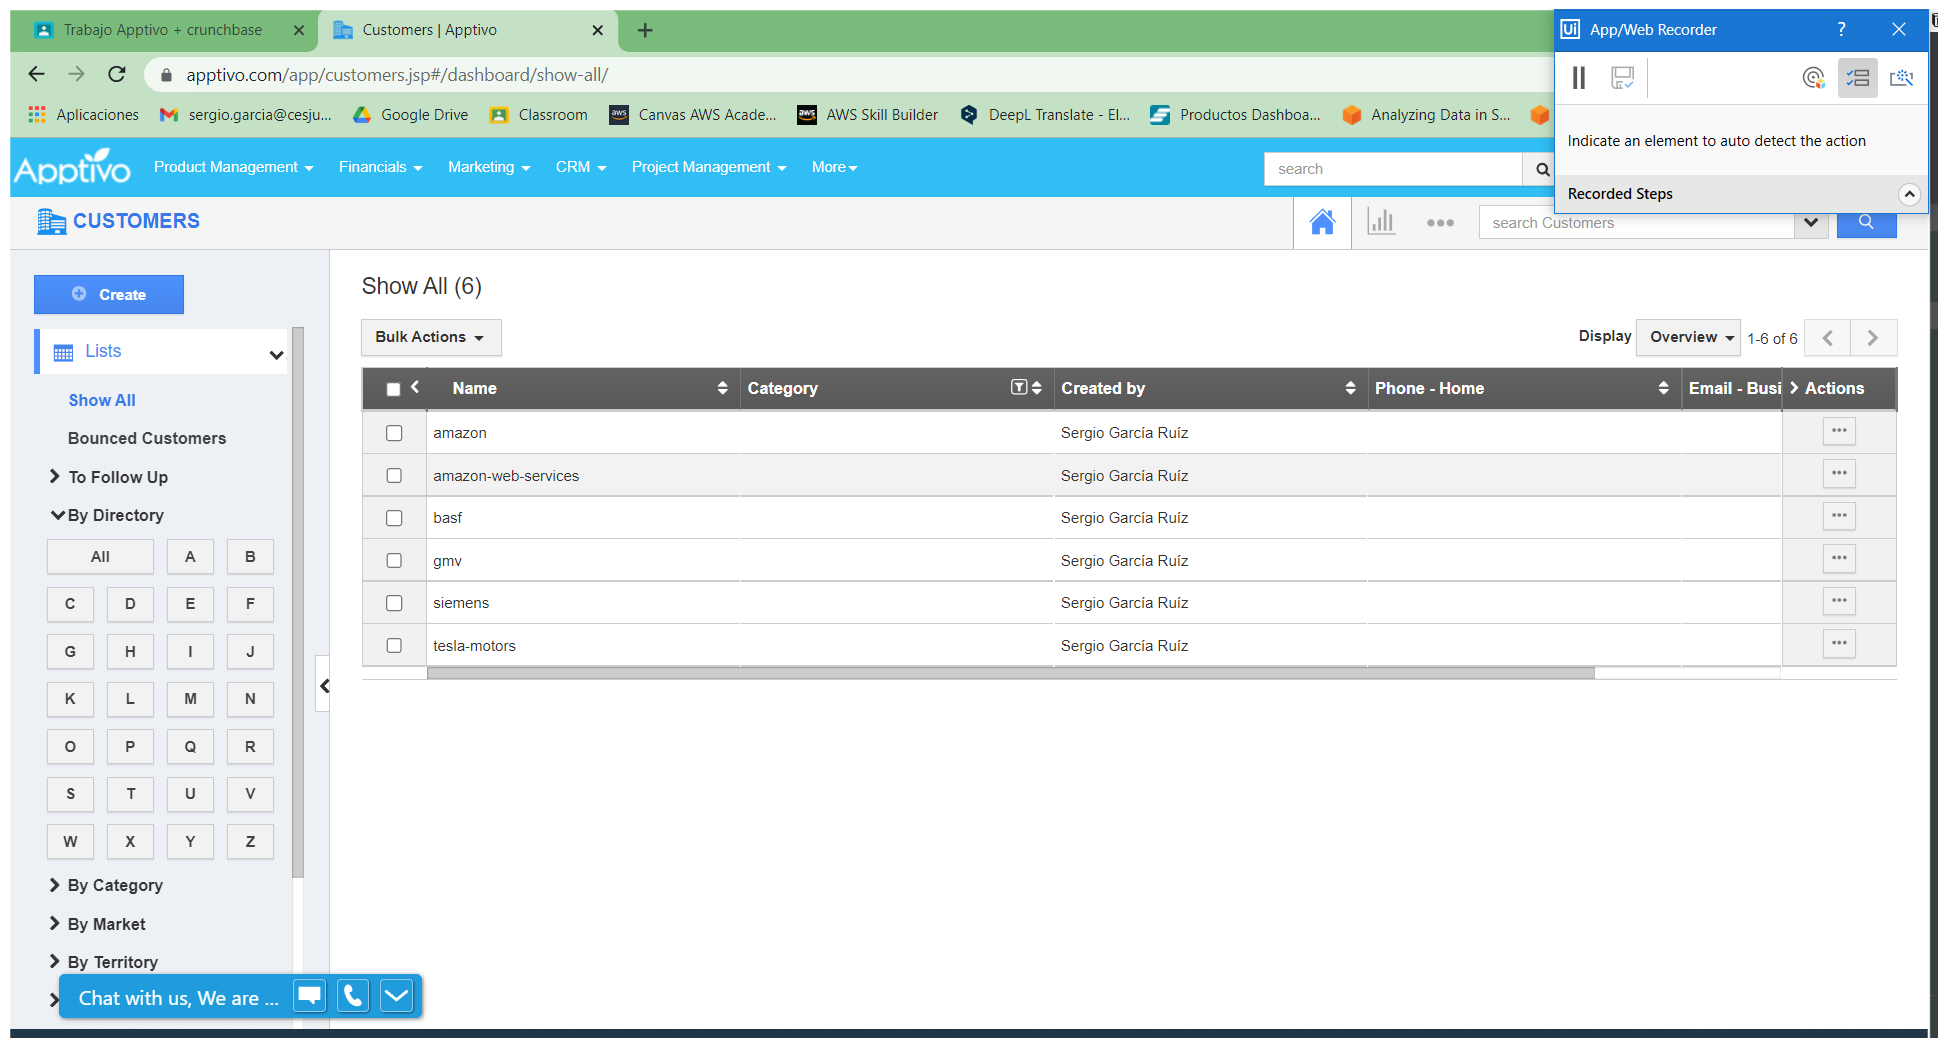 Trabajo Apptivo + crunchbase
Customers | Apptivo
apptivo.com/app/customers.jsp#/dashboard/show-all/
Aplicaciones
sergio.garcia@cesju...
Google Drive
Classroom
Canvas AWS Acade...
AWS Skill Builder
DeepL Translate - El...
Productos Dashboa...
Analyzing Data in S...
Ui App/Web Recorder ?
Indicate an element to auto detect the action
Recorded Steps
Apptivo
Product Management
Financials
Marketing
CRM
Project Management
More
search
CUSTOMERS
search Customers
Create
Lists
Show All
Bounced Customers
To Follow Up
By Directory
All A B
C D E F
G H I J
K L M N
O P Q R
S T U V
W X Y Z
By Category
By Market
By Territory
Chat with us, We are ...
Show All (6)
Bulk Actions
Display Overview 1-6 of 6
Name Category Created by Phone - Home Email - Busi Actions
amazon Sergio García Ruíz
amazon-web-services Sergio García Ruíz
basf Sergio García Ruíz
gmv Sergio García Ruíz
siemens Sergio García Ruíz
tesla-motors Sergio García Ruíz